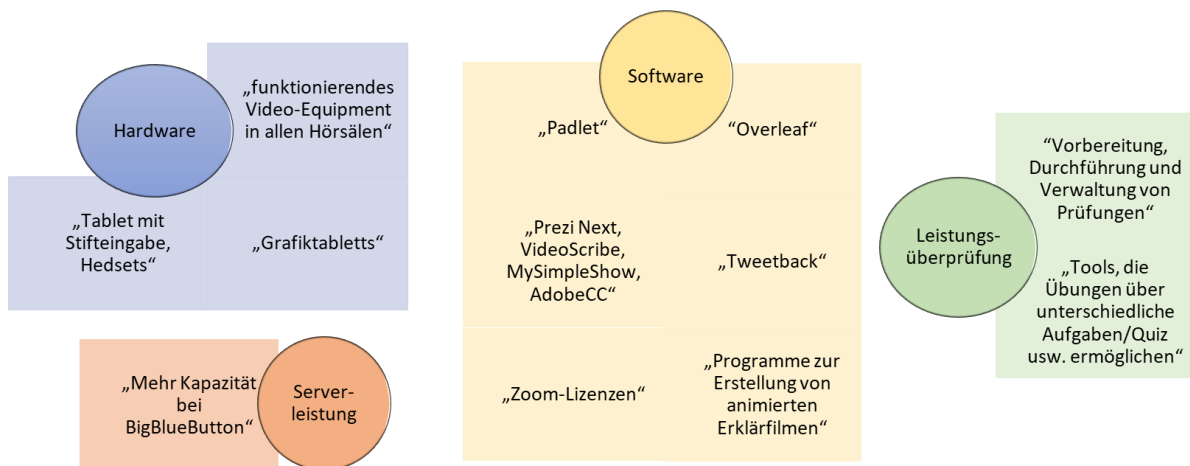 Hardware
„funktionierendes
Video-Equipment
in allen Hörsälen“
„Tablet mit
Stifteingabe,
Hedsets“
„Grafiktabletts“
„Mehr Kapazität
bei
BigBlueButton“
Server-
leistung
Software
„Padlet“
“Overleaf“
„Prezi Next,
VideoScribe,
MySimpleShow,
AdobeCC“
„Tweetback“
„Zoom-Lizenzen“
„Programme zur
Erstellung von
animierten
Erklärfilmen“
Leistungs-
überprüfung
“Vorbereitung,
Durchführung und
Verwaltung von
Prüfungen“
„Tools, die
Übungen über
unterschiedliche
Aufgaben/Quiz
usw. ermöglichen“